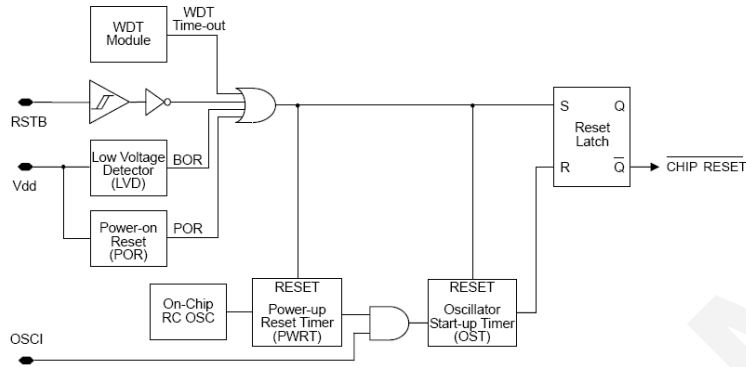 WDT
Module
WDT
Time-out
RSTB
Low Voltage
Detector
(LVD)
BOR
Vdd
Power-on
Reset
(POR)
POR
S
Q
Reset
Latch
R
Q
CHIP RESET
On-Chip
RC OSC
RESET
Power-up
Reset Timer
(PWRT)
RESET
Oscillator
Start-up Timer
(OST)
OSCI